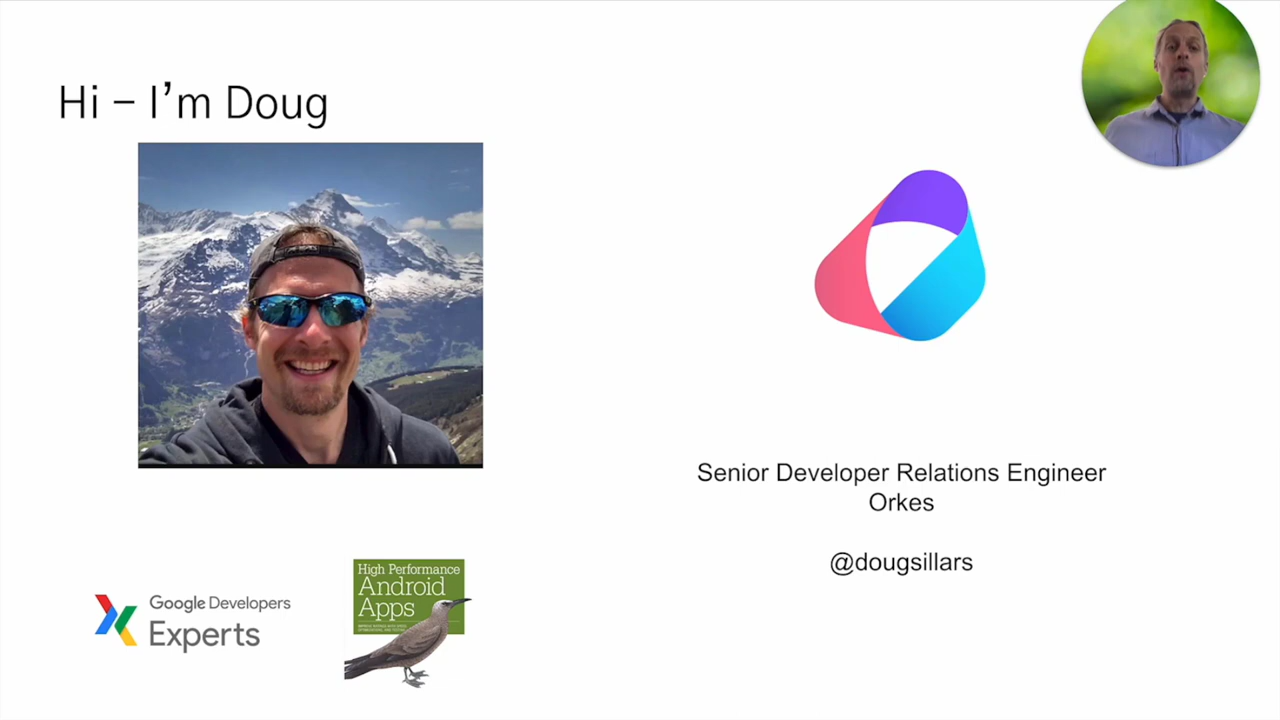 Hi – I’m Doug
Senior Developer Relations Engineer
Orkes
@dougsillars
Google Developers
Experts
High Performance
Android
Apps